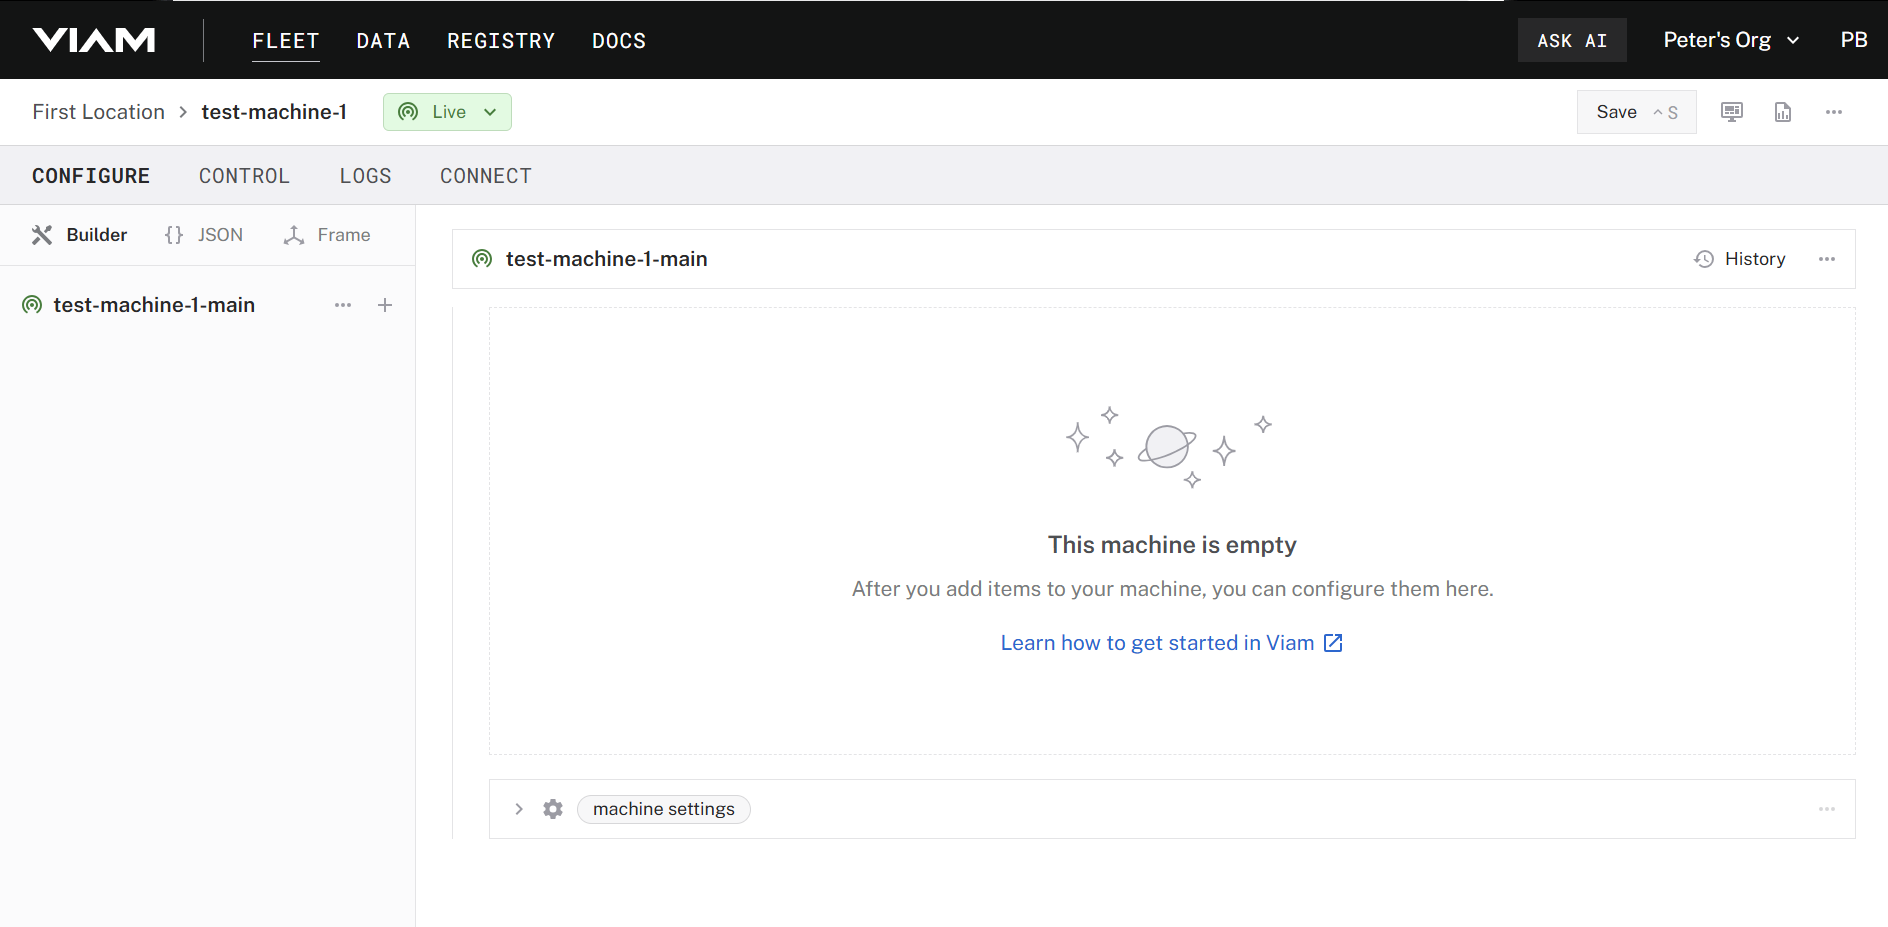 VIAM FLEET DATA REGISTRY DOCS ASK AI Peter's Org PB
First Location > test-machine-1 Live Save ^ S
CONFIGURE CONTROL LOGS CONNECT
Builder {} JSON Frame
test-machine-1-main
test-machine-1-main History
This machine is empty
After you add items to your machine, you can configure them here.
Learn how to get started in Viam
machine settings